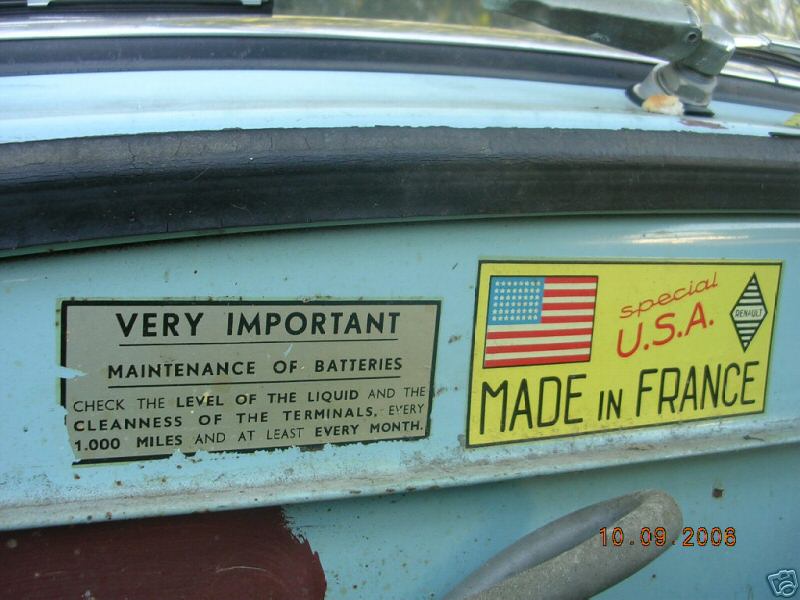 VERY IMPORTANT
MAINTENANCE OF BATTERIES
CHECK THE LEVEL OF THE LIQUID AND THE
CLEANNESS OF THE TERMINALS, EVERY
1.000 MILES AND AT LEAST EVERY MONTH.
special
U.S.A.
RENAULT
MADE IN FRANCE
10.09.2006